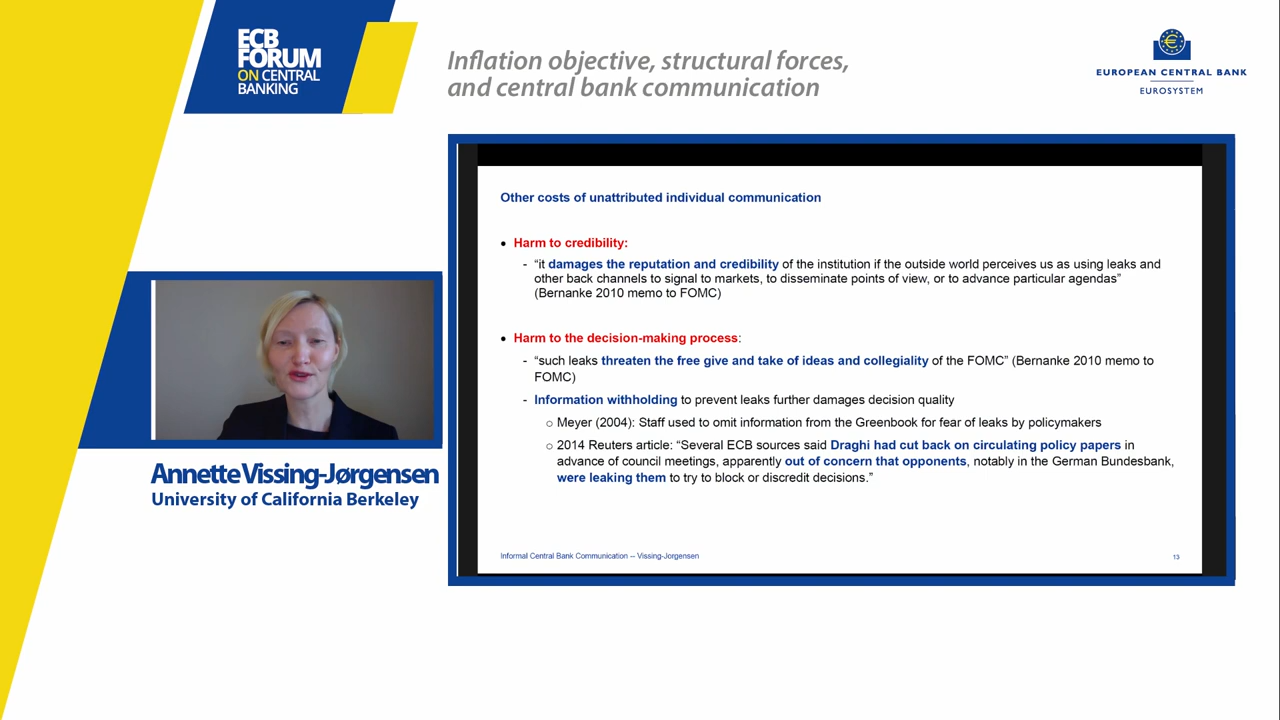 ECB
FORUM
ON CENTRAL
BANKING
Inflation objective, structural forces,
and central bank communication
EUROPEAN CENTRAL BANK
EUROSYSTEM
Other costs of unattributed individual communication
• Harm to credibility:
- “it damages the reputation and credibility of the institution if the outside world perceives us as using leaks and
other back channels to signal to markets, to disseminate points of view, or to advance particular agendas”
(Bernanke 2010 memo to FOMC)
• Harm to the decision-making process:
- “such leaks threaten the free give and take of ideas and collegiality of the FOMC” (Bernanke 2010 memo to
FOMC)
- Information withholding to prevent leaks further damages decision quality
o Meyer (2004): Staff used to omit information from the Greenbook for fear of leaks by policymakers
o 2014 Reuters article: “Several ECB sources said Draghi had cut back on circulating policy papers in
advance of council meetings, apparently out of concern that opponents, notably in the German Bundesbank,
were leaking them to try to block or discredit decisions.”
Informal Central Bank Communication -- Vissing-Jorgensen
13
Annette Vissing-Jørgensen
University of California Berkeley